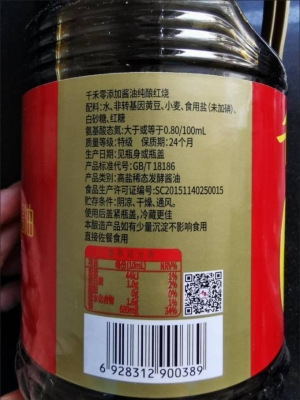 千禾零添加酱油纯酿红烧
配料:水、非转基因黄豆、小麦、食用盐(未加碘)、
白砂糖、红糖
氨基酸态氮:大于或等于0.80/100mL
质量等级:特级 保质期:24个月
生产日期:见瓶身或瓶盖
产品标准代号:GB/T 18186
产品类别:高盐稀态发酵酱油
食品生产许可证编号:SC20151140250015
贮存条件:阴凉、干燥、通风。
使用后盖紧瓶盖,冷藏更佳
本酿造产品如有少量沉淀不影响食用
直接佐餐食用
NRV%
1%
2%
0%
34%
6 928312 900389